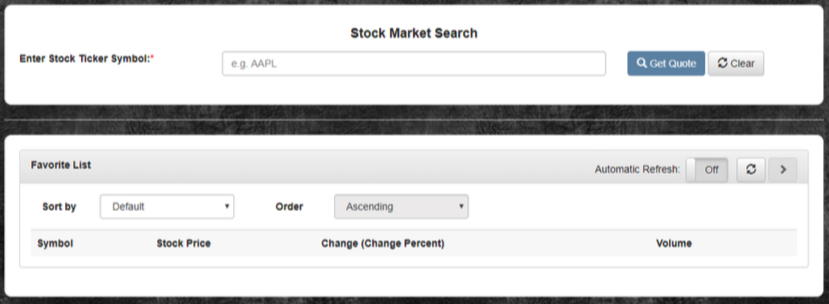 Stock Market Search
Enter Stock Ticker Symbol:* e.g. AAPL Get Quote Clear
Favorite List Automatic Refresh: Off
Sort by Default Order Ascending
Symbol Stock Price Change (Change Percent) Volume